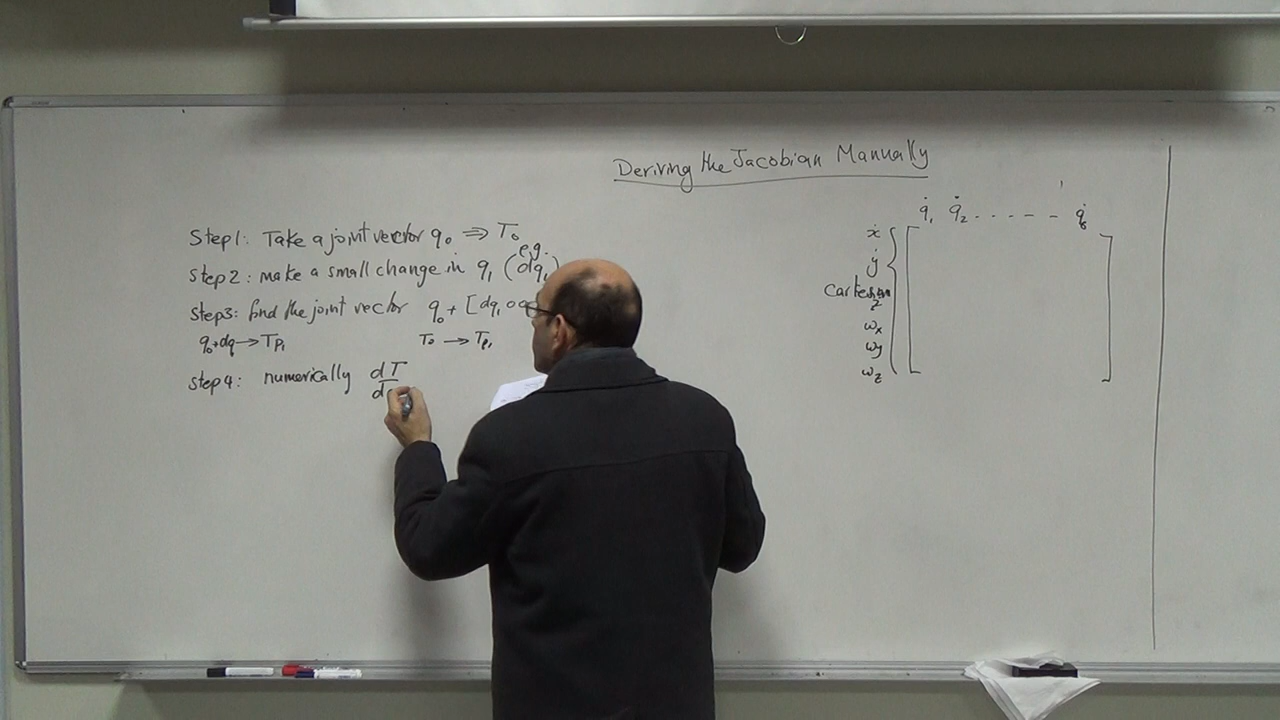 Deriving the Jacobian Manually
Step1: Take a joint vector q₀ ⇒ T₀
Step2: make a small change in q₁ (dq₁)
e.g.
Step3: find the joint vector q₀ + [dq₁ 0 0
q₀+dq → Tp₁ T₀ → Tp₁
Step4: numerically dT
q̇₁ q̇₂ . . . . - - - q̇₆
ẋ
ẏ
Cartesian
ż
ωx
ωy
ωz